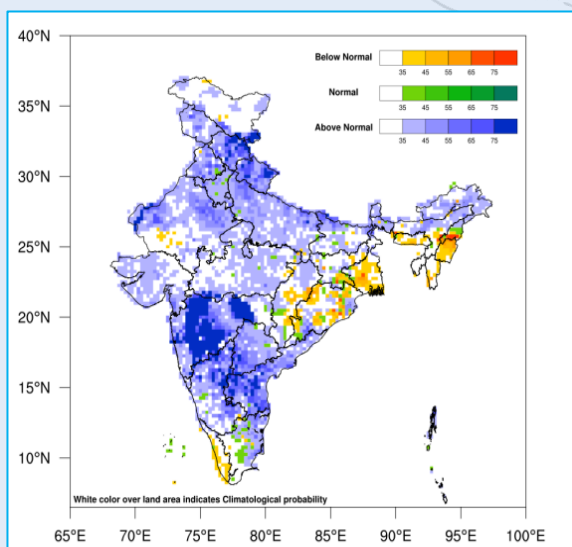 40°N
Below Normal
35 45 55 65 75
35°N
Normal
35 45 55 65 75
Above Normal
35 45 55 65 75
30°N
25°N
20°N
15°N
10°N
White color over land area indicates Climatological probability
65°E 70°E 75°E 80°E 85°E 90°E 95°E 100°E